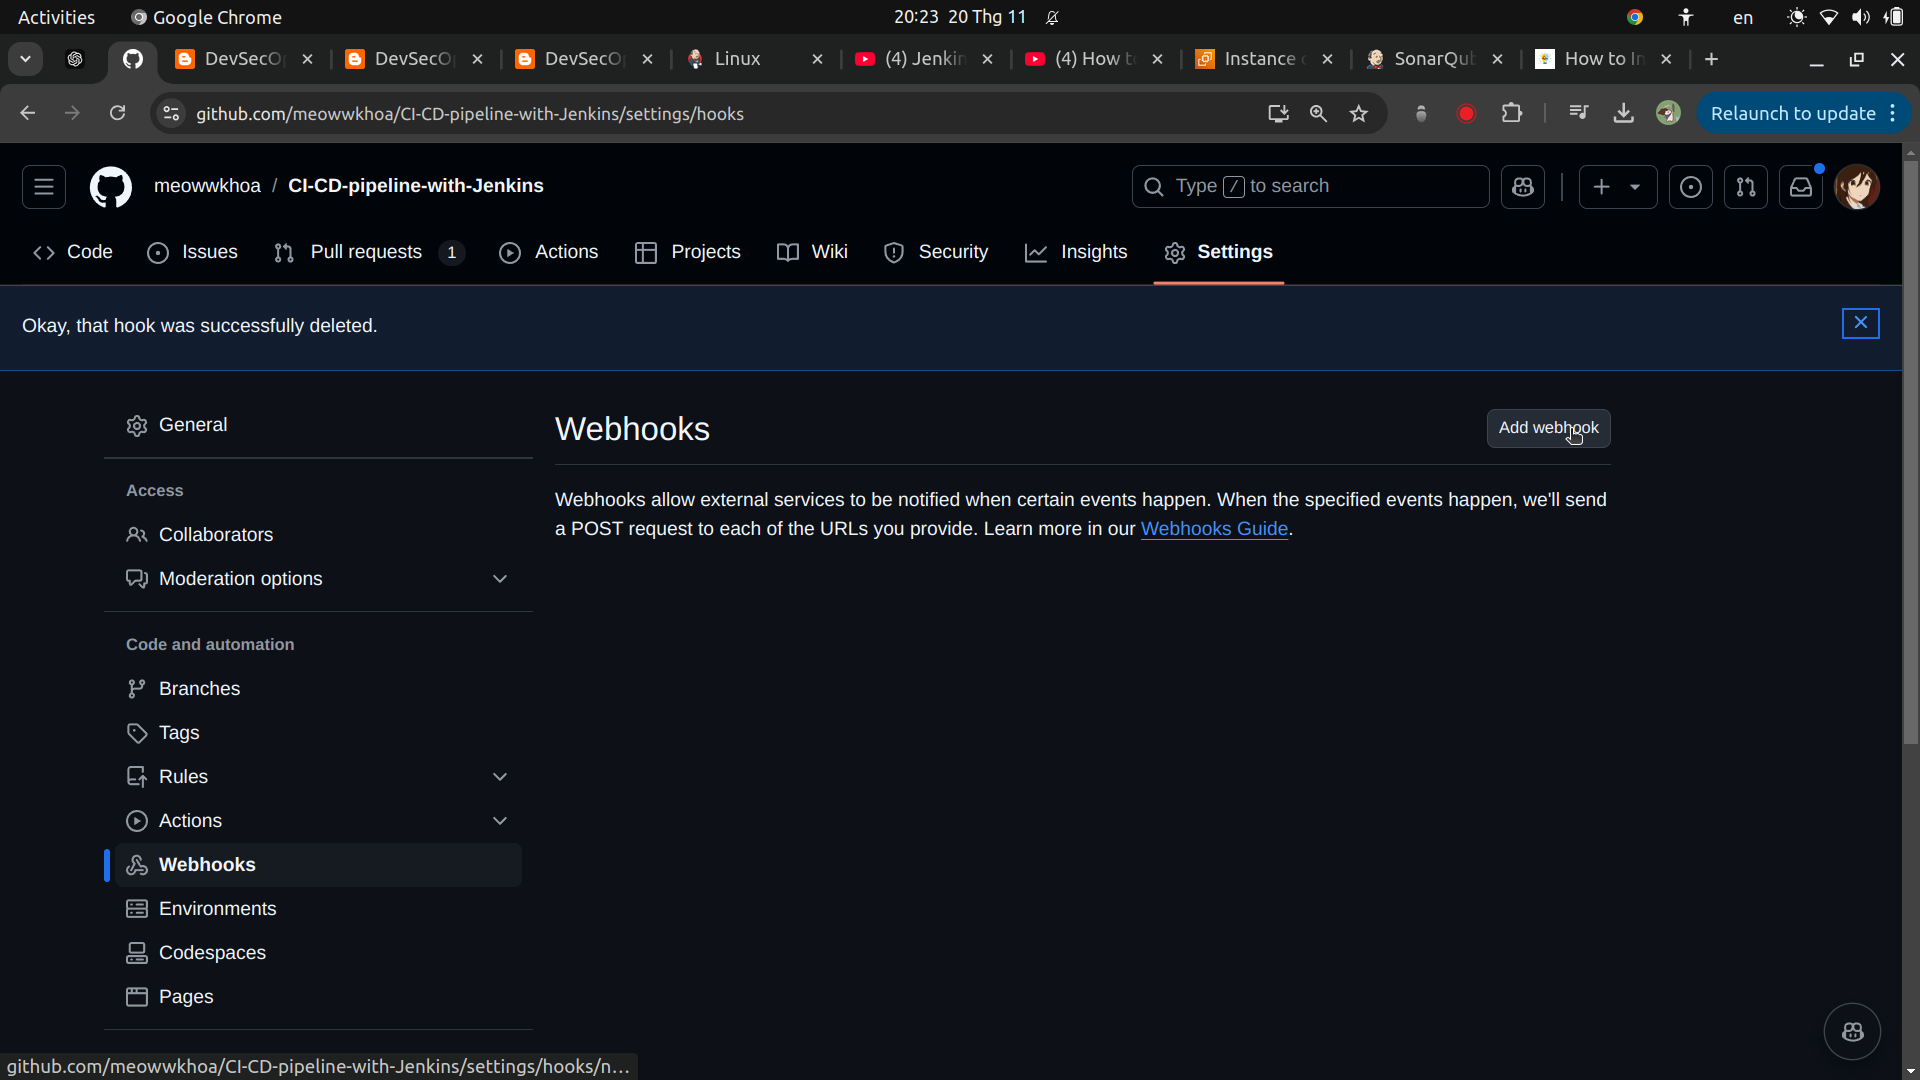 Activities
Google Chrome
20:23 20 Thg 11
en
DevSecO
DevSecO
DevSecO
Linux
(4) Jenkin
(4) How to
Instance
SonarQub
How to In
github.com/meowwkhoa/CI-CD-pipeline-with-Jenkins/settings/hooks
Relaunch to update
meowwkhoa / CI-CD-pipeline-with-Jenkins
Type / to search
Code
Issues
Pull requests 1
Actions
Projects
Wiki
Security
Insights
Settings
Okay, that hook was successfully deleted.
General
Access
Collaborators
Moderation options
Code and automation
Branches
Tags
Rules
Actions
Webhooks
Environments
Codespaces
Pages
Webhooks
Add webhook
Webhooks allow external services to be notified when certain events happen. When the specified events happen, we'll send
a POST request to each of the URLs you provide. Learn more in our Webhooks Guide.
github.com/meowwkhoa/CI-CD-pipeline-with-Jenkins/settings/hooks/n...